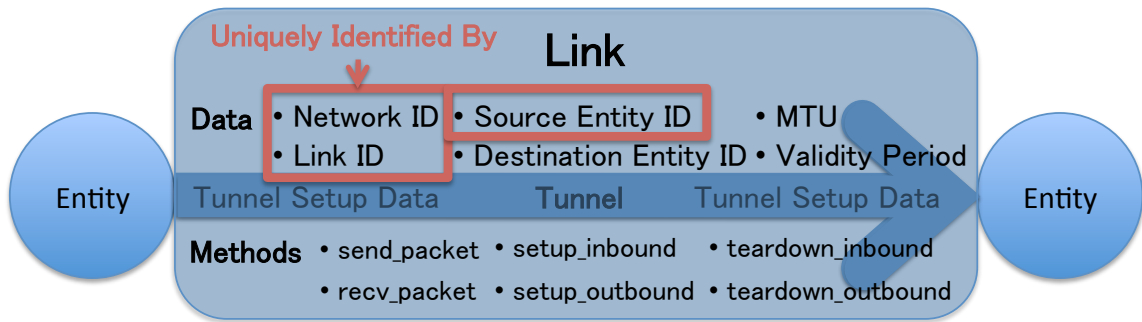 Uniquely Identified By
Link
Data • Network ID • Source Entity ID • MTU
• Link ID • Destination Entity ID • Validity Period
Entity Tunnel Setup Data Tunnel Tunnel Setup Data Entity
Methods • send_packet • setup_inbound • teardown_inbound
• recv_packet • setup_outbound • teardown_outbound